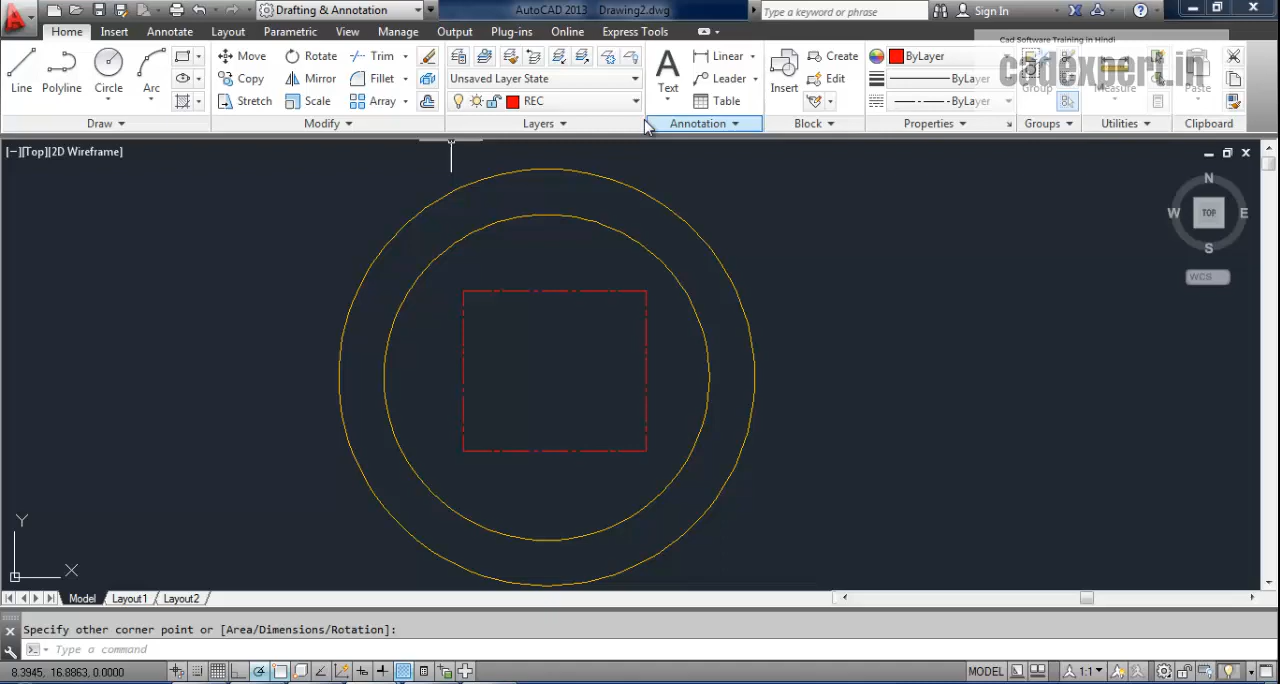 Drafting & Annotation
AutoCAD 2013 Drawing2.dwg
Type a keyword or phrase
Sign In
Home Insert Annotate Layout Parametric View Manage Output Plug-ins Online Express Tools
Cad Software Training in Hindi
cadexpert.in
Line Polyline Circle Arc
Move Rotate Trim
Copy Mirror Fillet
Stretch Scale Array
Unsaved Layer State
REC
Text
Linear
Leader
Table
Insert
Create
Edit
ByLayer
ByLayer
ByLayer
Group
Measure
Paste
Draw Modify Layers Annotation Block Properties Groups Utilities Clipboard
[−][Top][2D Wireframe]
N
W TOP E
S
WCS
Y
X
Model Layout1 Layout2
Specify other corner point or [Area/Dimensions/Rotation]:
Type a command
8.3945, 16.8863, 0.0000
MODEL
1:1